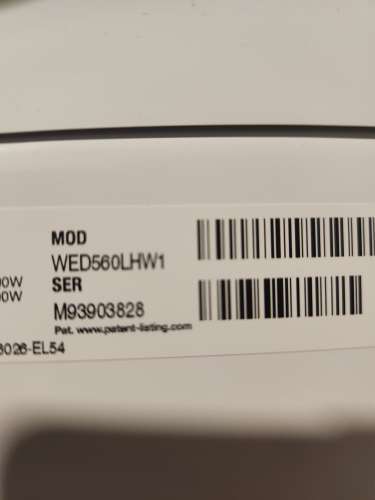 MOD
WED560LHW1
SER
M93903828
Pat. www.patent-listing.com